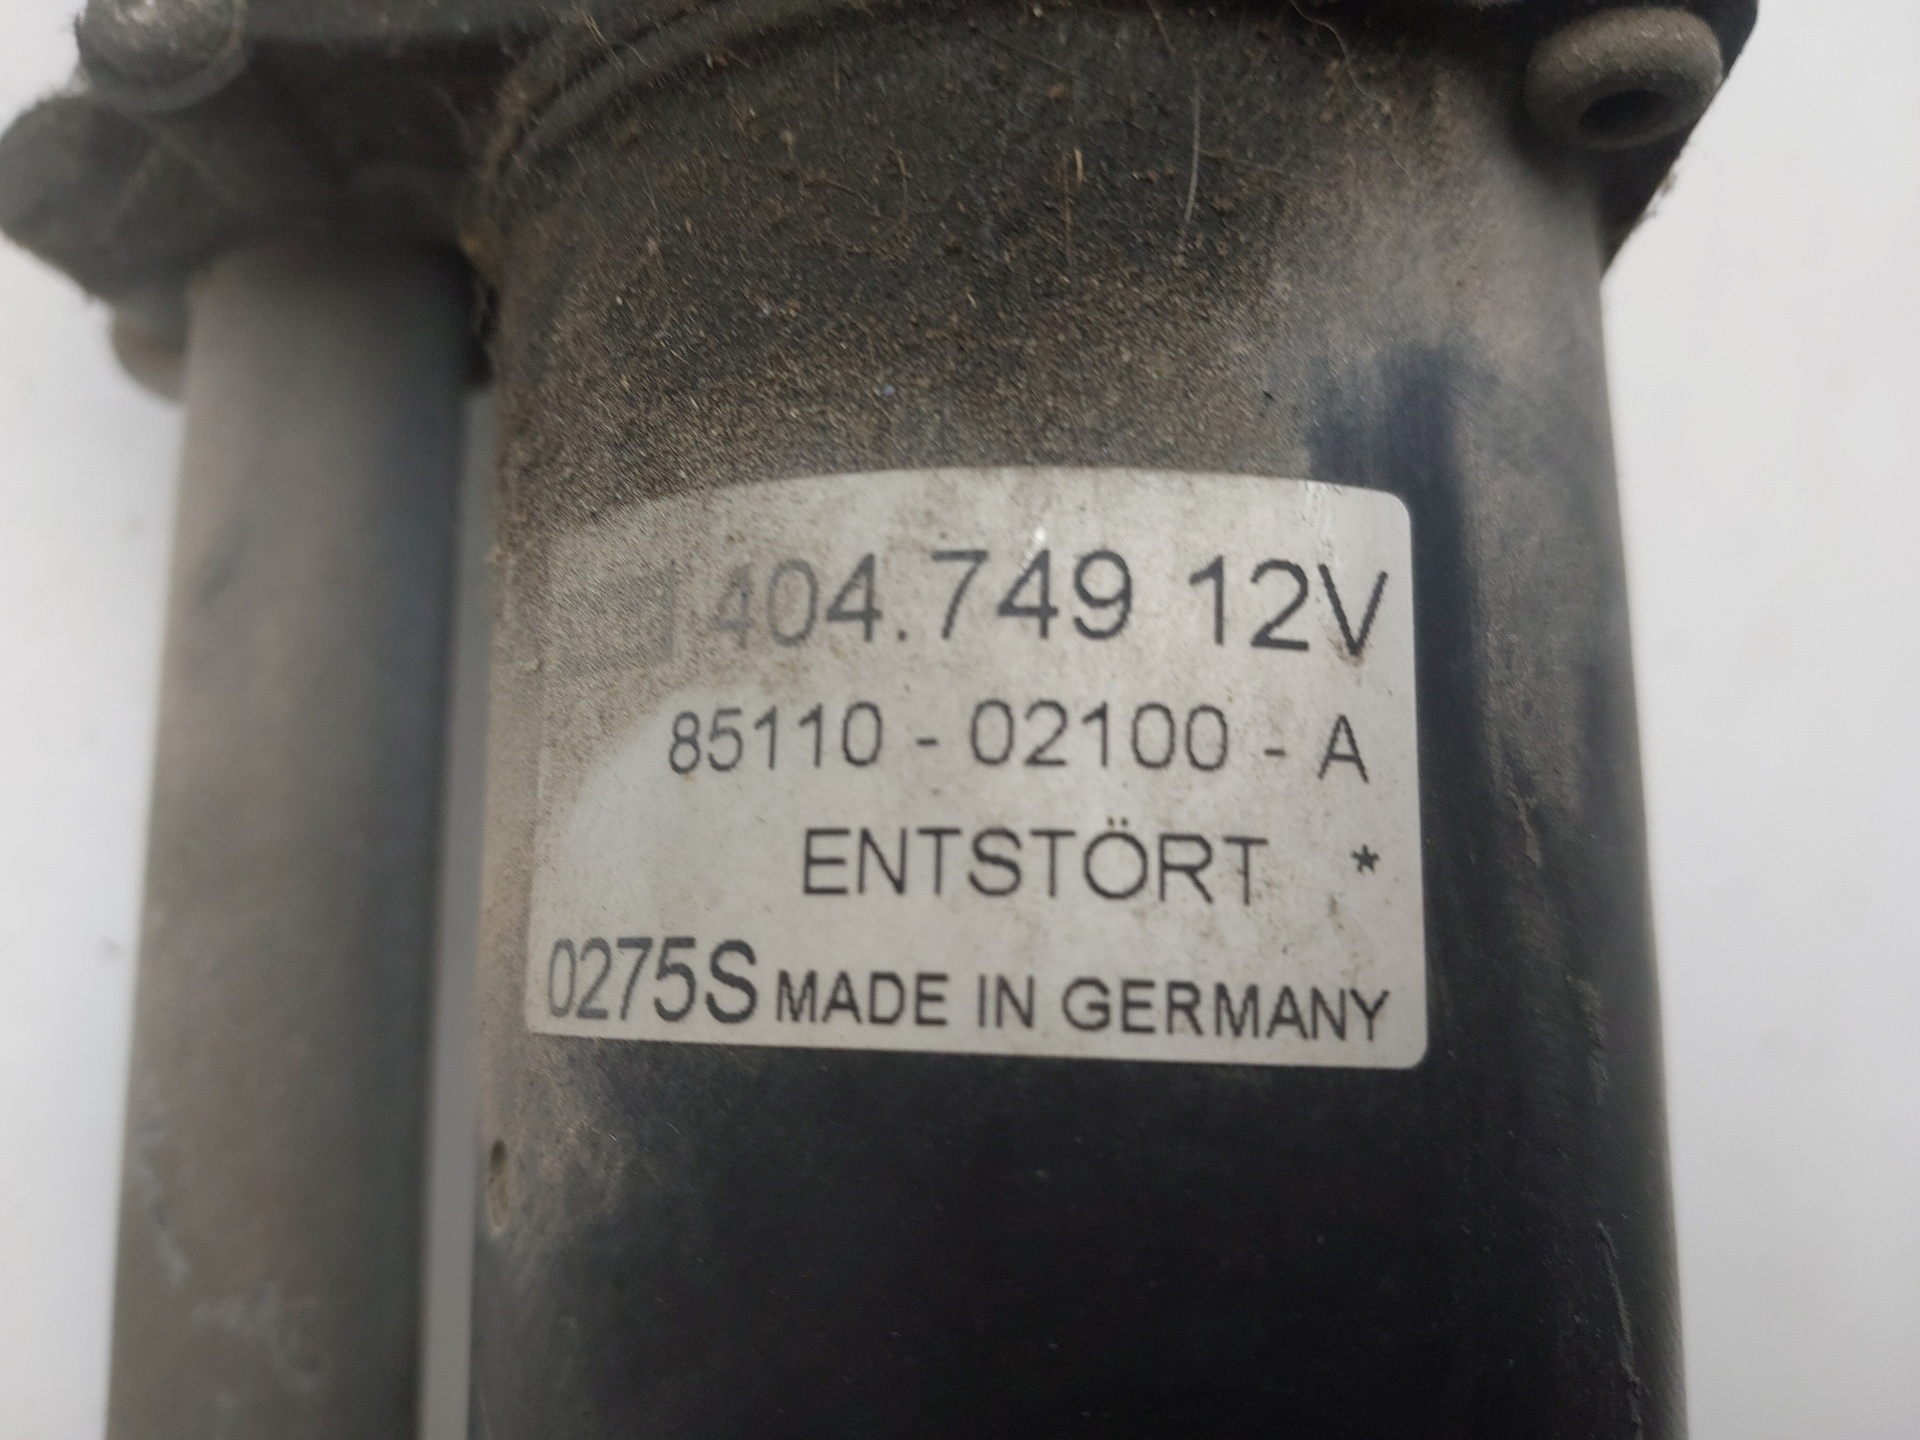 404.749 12V
85110 - 02100 - A
ENTSTÖRT *
0275S MADE IN GERMANY